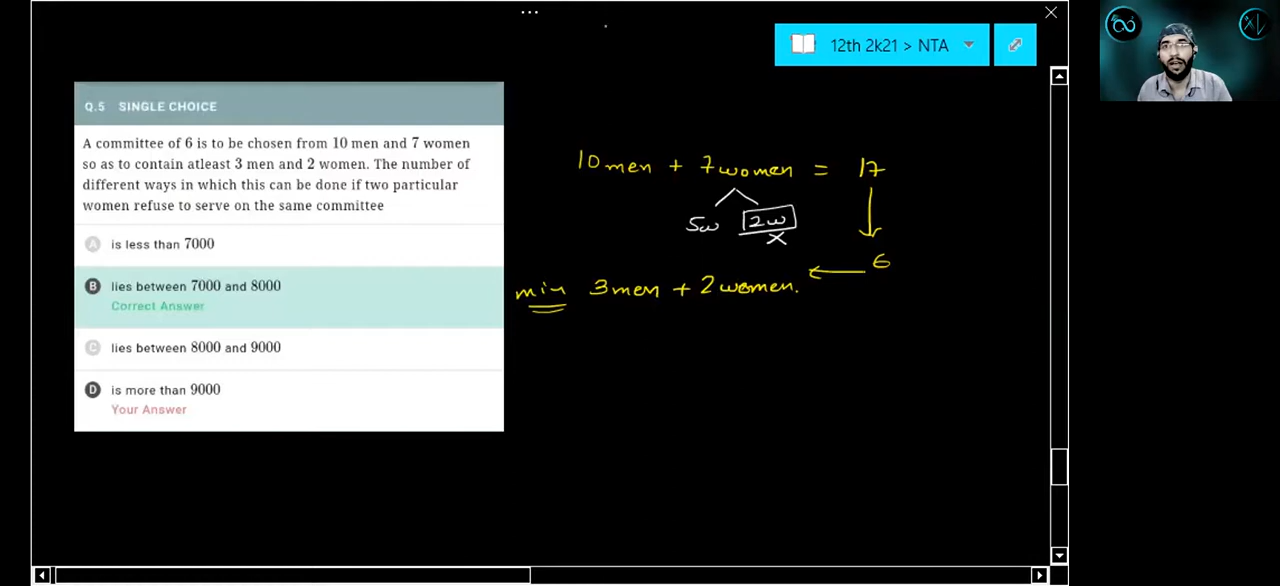 ...
12th 2k21 > NTA
Q.5 SINGLE CHOICE
A committee of 6 is to be chosen from 10 men and 7 women
so as to contain atleast 3 men and 2 women. The number of
different ways in which this can be done if two particular
women refuse to serve on the same committee
A is less than 7000
B lies between 7000 and 8000
Correct Answer
C lies between 8000 and 9000
D is more than 9000
Your Answer
10 men + 7 women = 17
5w 2w
x
6
min 3 men + 2 women.